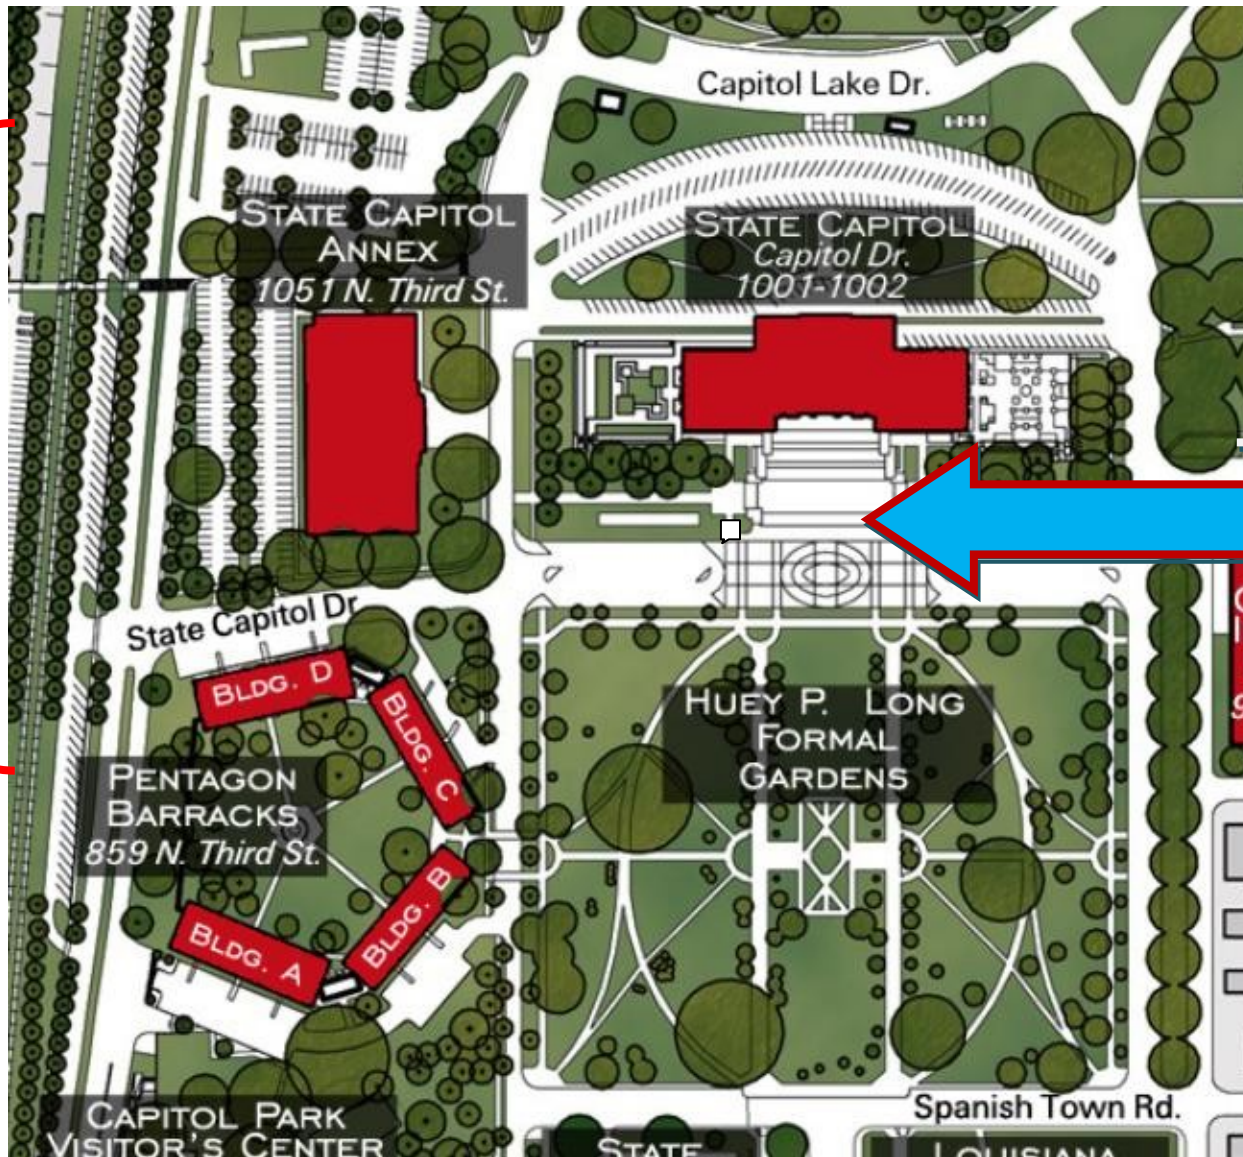 Capitol Lake Dr.
STATE CAPITOL
ANNEX
1051 N. Third St.
STATE CAPITOL
Capitol Dr.
1001-1002
State Capitol Dr
BLDG. D
BLDG. C
HUEY P. LONG
FORMAL
GARDENS
PENTAGON
BARRACKS
859 N. Third St.
BLDG. B
BLDG. A
Spanish Town Rd.
CAPITOL PARK
VISITOR'S CENTER
STATE
LOUISIANA